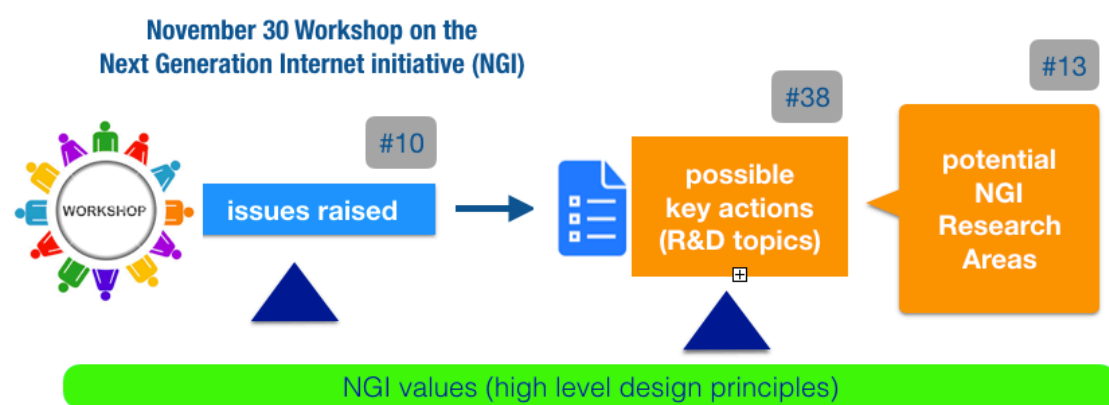 November 30 Workshop on the
Next Generation Internet initiative (NGI)
#13
#38
#10
WORKSHOP
issues raised
possible
key actions
(R&D topics)
potential
NGI
Research
Areas
NGI values (high level design principles)